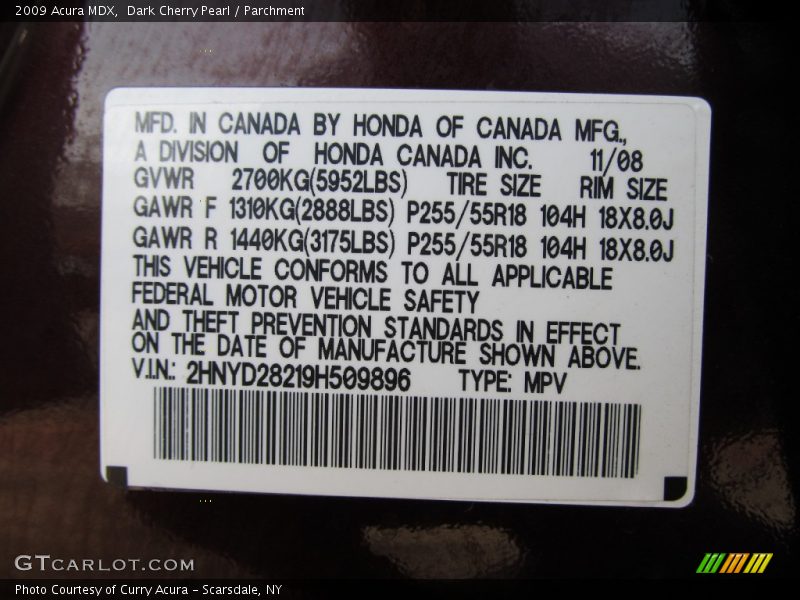 2009 Acura MDX,  Dark Cherry Pearl / Parchment
MFD. IN CANADA BY HONDA OF CANADA MFG.,
A DIVISION OF HONDA CANADA INC. 11/08
GVWR 2700KG(5952LBS) TIRE SIZE RIM SIZE
GAWR F 1310KG(2888LBS) P255/55R18 104H 18X8.0J
GAWR R 1440KG(3175LBS) P255/55R18 104H 18X8.0J
THIS VEHICLE CONFORMS TO ALL APPLICABLE
FEDERAL MOTOR VEHICLE SAFETY
AND THEFT PREVENTION STANDARDS IN EFFECT
ON THE DATE OF MANUFACTURE SHOWN ABOVE.
V.I.N.: 2HNYD28219H509896 TYPE: MPV
GTCARLOT.COM
Photo Courtesy of Curry Acura - Scarsdale, NY